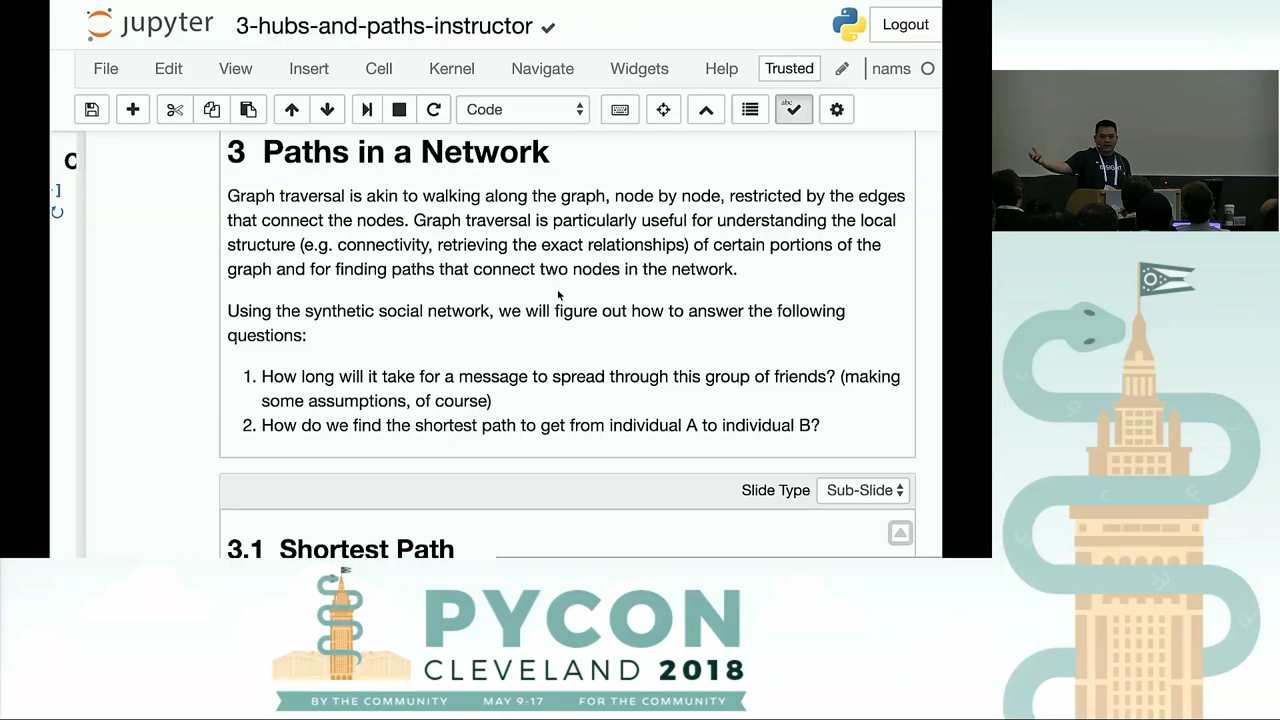 jupyter 3-hubs-and-paths-instructor
Logout
File Edit View Insert Cell Kernel Navigate Widgets Help Trusted nams
Code
abc
3 Paths in a Network
Graph traversal is akin to walking along the graph, node by node, restricted by the edges
that connect the nodes. Graph traversal is particularly useful for understanding the local
structure (e.g. connectivity, retrieving the exact relationships) of certain portions of the
graph and for finding paths that connect two nodes in the network.
Using the synthetic social network, we will figure out how to answer the following
questions:
1. How long will it take for a message to spread through this group of friends? (making
some assumptions, of course)
2. How do we find the shortest path to get from individual A to individual B?
Slide Type Sub-Slide
3.1 Shortest Path
PYCON
CLEVELAND 2018
BY THE COMMUNITY MAY 9-17 FOR THE COMMUNITY